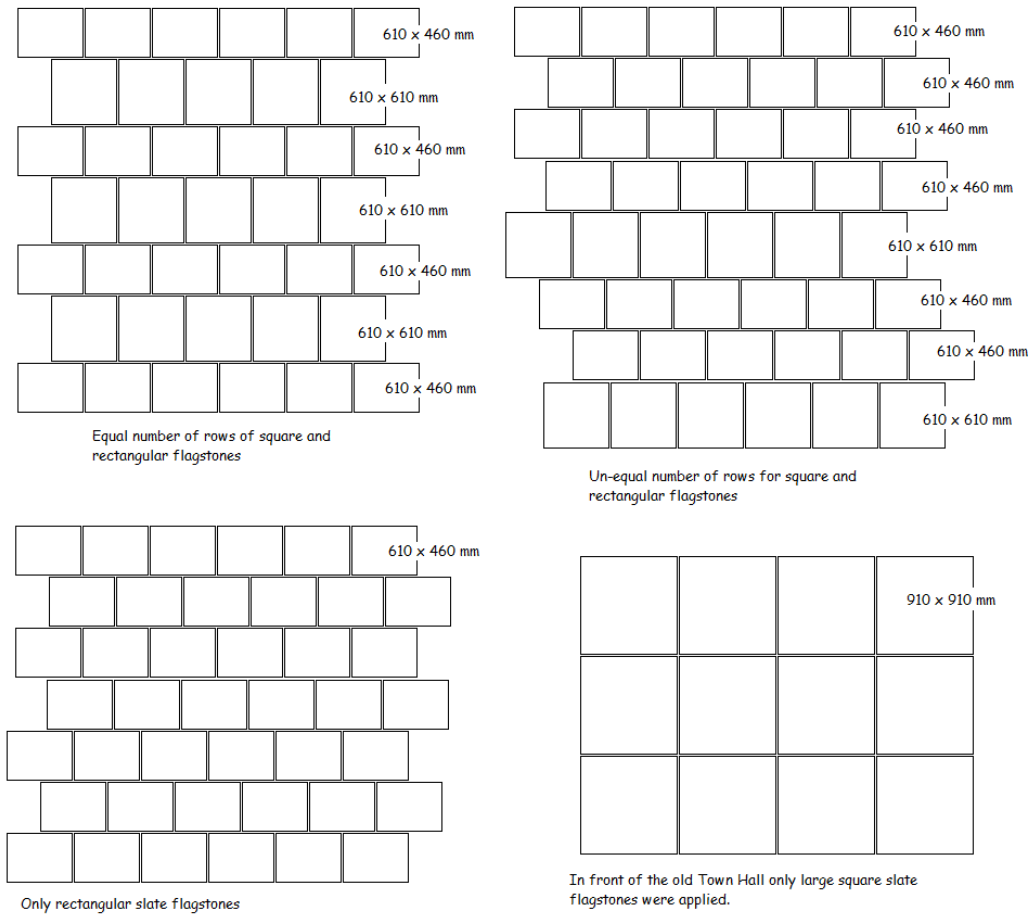 610 x 460 mm
610 x 610 mm
610 x 460 mm
610 x 610 mm
610 x 460 mm
610 x 610 mm
610 x 460 mm
Equal number of rows of square and
rectangular flagstones
610 x 460 mm
610 x 460 mm
610 x 460 mm
610 x 460 mm
610 x 610 mm
610 x 460 mm
610 x 460 mm
610 x 610 mm
Un-equal number of rows for square and
rectangular flagstones
610 x 460 mm
Only rectangular slate flagstones
910 x 910 mm
In front of the old Town Hall only large square slate
flagstones were applied.